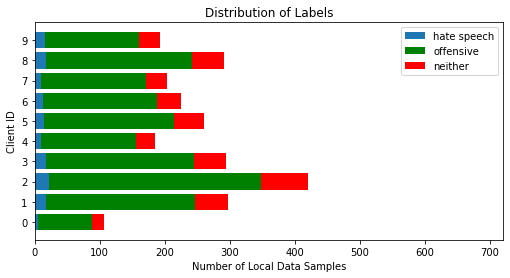 Distribution of Labels
hate speech
offensive
neither
Client ID
9
8
7
6
5
4
3
2
1
0
0 100 200 300 400 500 600 700
Number of Local Data Samples